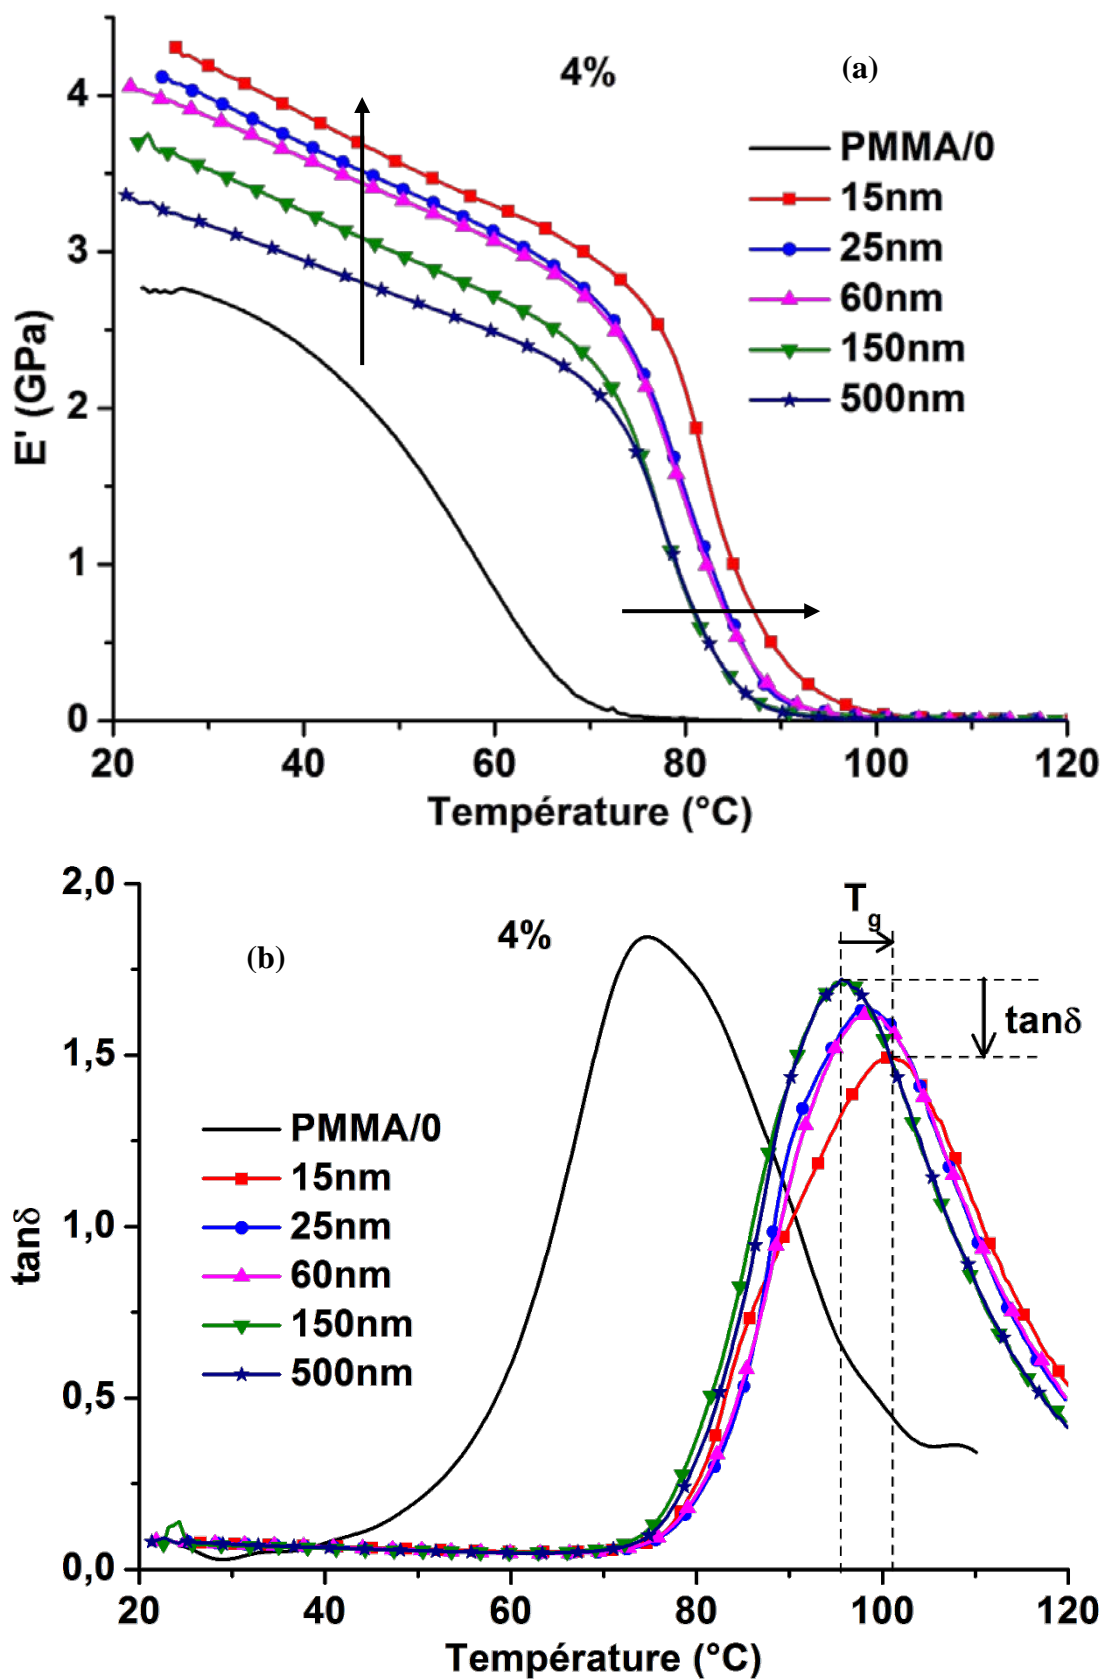 4%
(a)
PMMA/0
15nm
25nm
60nm
150nm
500nm
E' (GPa)
4
3
2
1
0
20 40 60 80 100 120
Température (°C)
2,0
1,5
1,0
0,5
0,0
4%
(b)
Tg
tanδ
PMMA/0
15nm
25nm
60nm
150nm
500nm
tanδ
20 40 60 80 100 120
Température (°C)